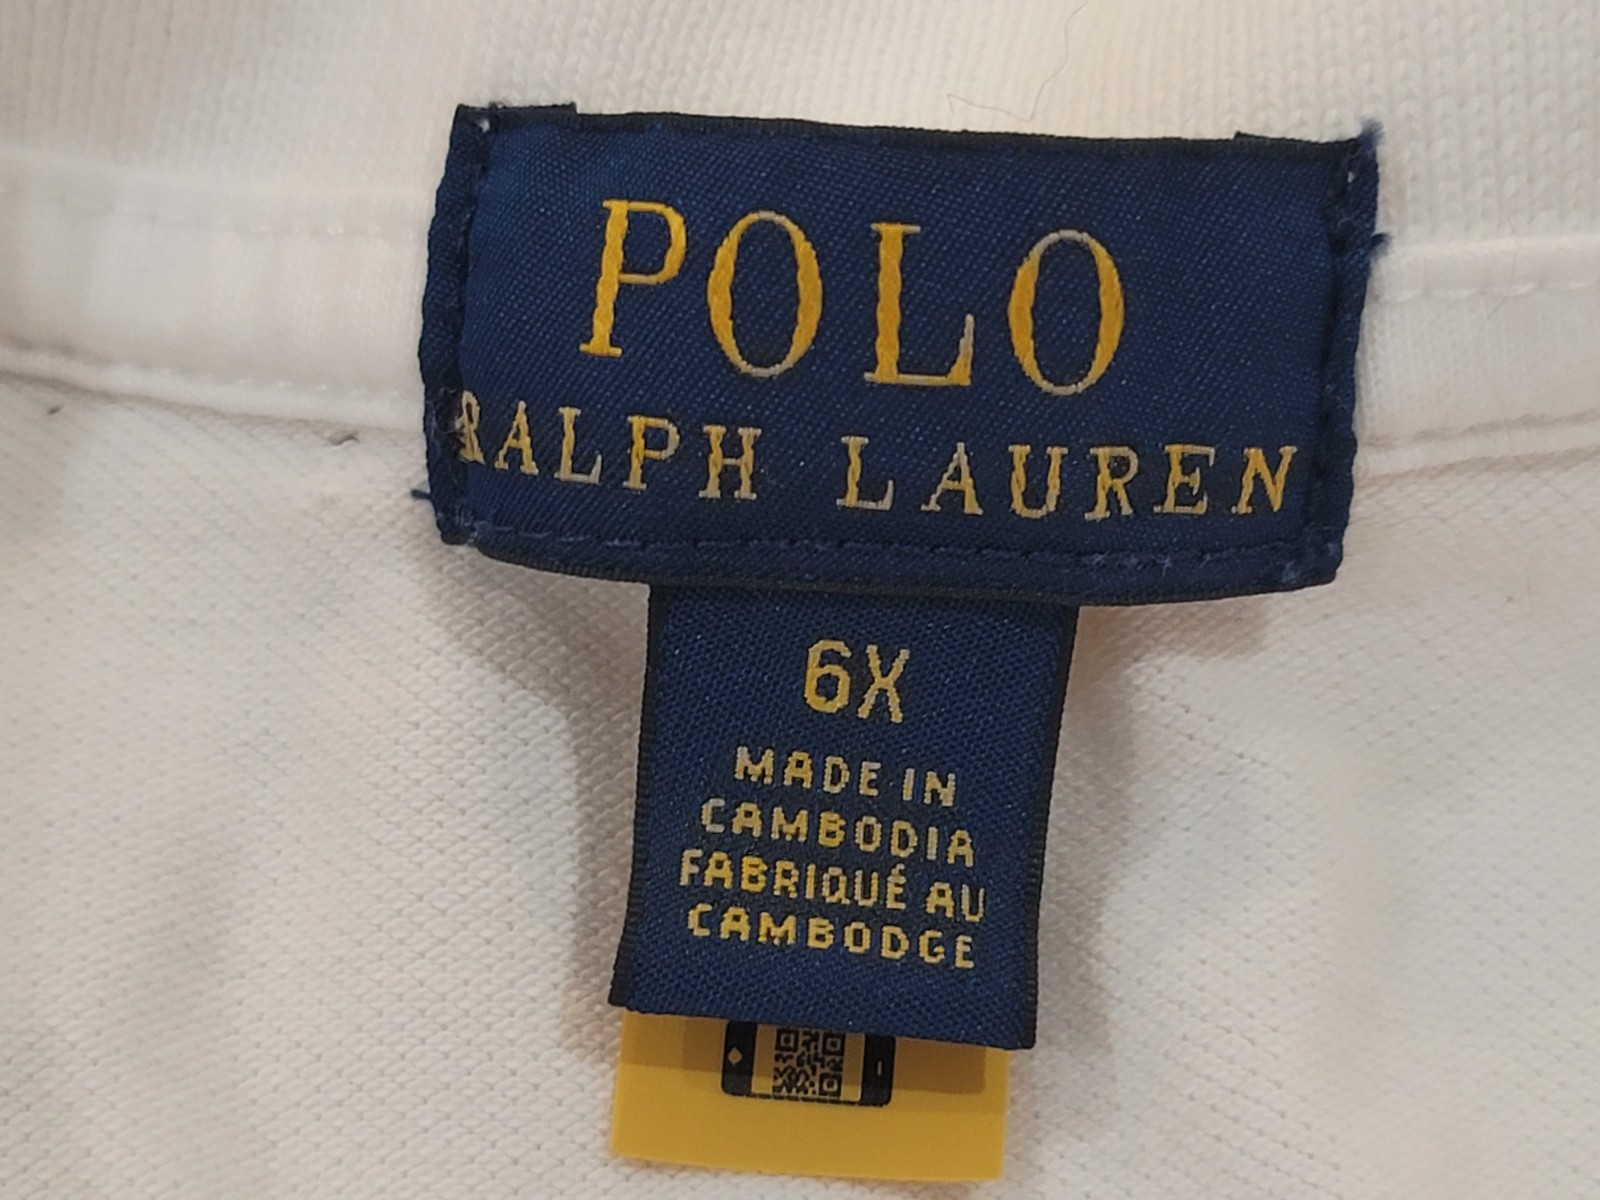 POLO
RALPH LAUREN
6X
MADE IN
CAMBODIA
FABRIQUÉ AU
CAMBODGE